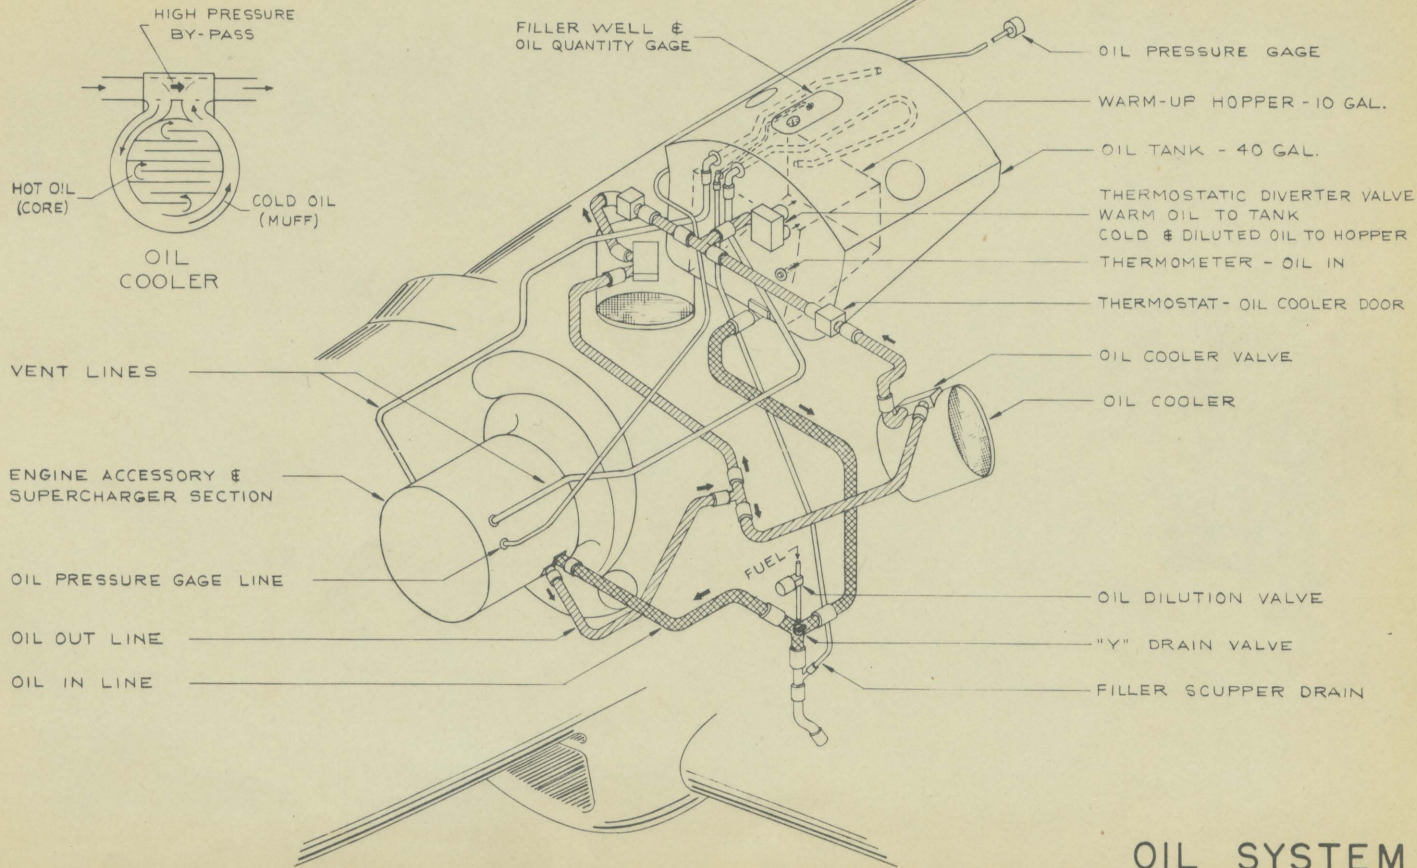 HIGH PRESSURE
BY-PASS
HOT OIL
(CORE)
COLD OIL
(MUFF)
OIL
COOLER
FILLER WELL &
OIL QUANTITY GAGE
OIL PRESSURE GAGE
WARM-UP HOPPER - 10 GAL.
OIL TANK - 40 GAL.
THERMOSTATIC DIVERTER VALVE
WARM OIL TO TANK
COLD & DILUTED OIL TO HOPPER
THERMOMETER - OIL IN
THERMOSTAT - OIL COOLER DOOR
OIL COOLER VALVE
OIL COOLER
VENT LINES
ENGINE ACCESSORY &
SUPERCHARGER SECTION
OIL PRESSURE GAGE LINE
OIL OUT LINE
OIL IN LINE
FUEL
OIL DILUTION VALVE
"Y" DRAIN VALVE
FILLER SCUPPER DRAIN
OIL SYSTEM